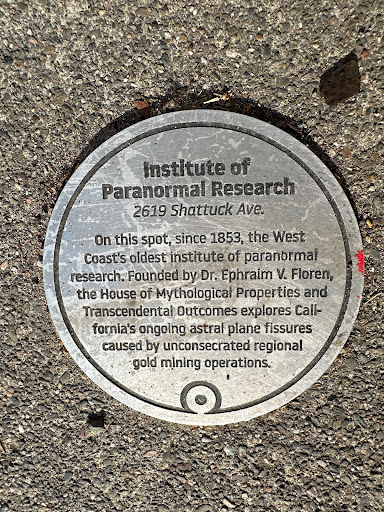 Institute of
Paranormal Research
2619 Shattuck Ave.
On this spot, since 1853, the West
Coast's oldest institute of paranormal
research. Founded by Dr. Ephraim V. Floren,
the House of Mythological Properties and
Transcendental Outcomes explores Cali-
fornia's ongoing astral plane fissures
caused by unconsecrated regional
gold mining operations.